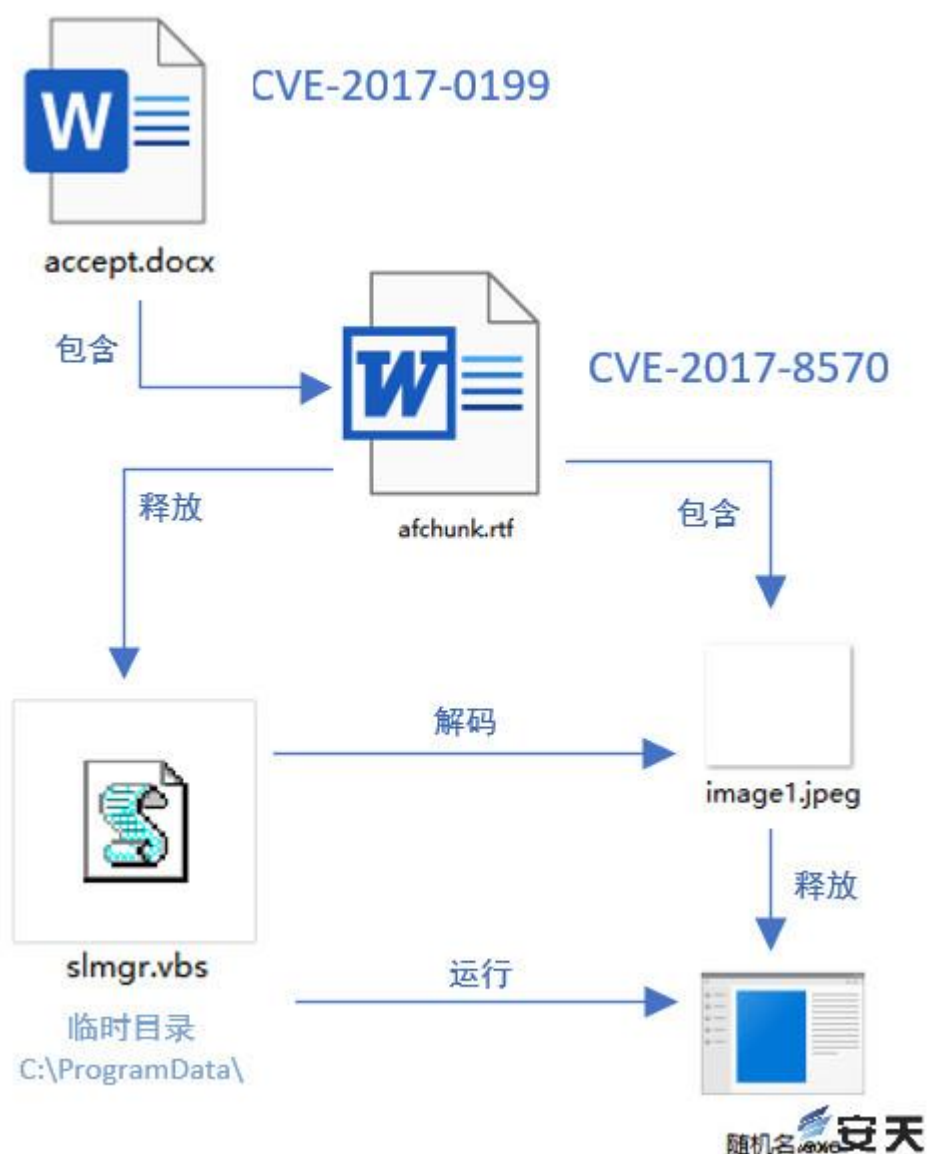 CVE-2017-0199
W
accept.docx
包含
CVE-2017-8570
W
释放
包含
afchunk.rtf
解码
image1.jpeg
释放
slmgr.vbs
运行
临时目录
C:\ProgramData\
随机名.exe
安天